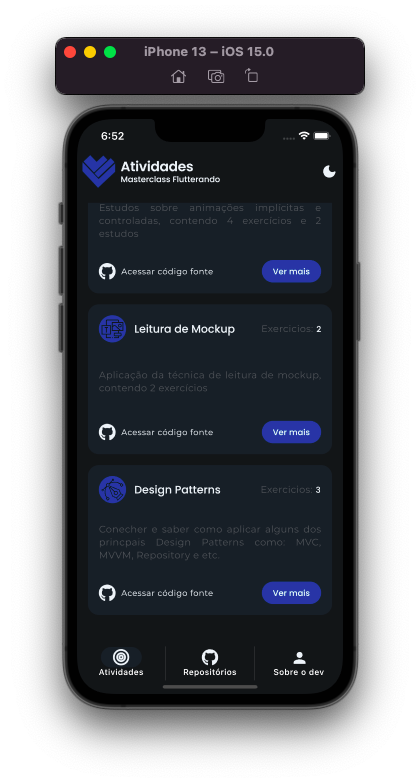 iPhone 13 – iOS 15.0
6:52
Atividades
Masterclass Flutterando
Estudos sobre animações implícitas e
controladas, contendo 4 exercícios e 2
estudos
Acessar código fonte
Ver mais
Leitura de Mockup
Exercícios: 2
Aplicação da técnica de leitura de mockup,
contendo 2 exercícios
Acessar código fonte
Ver mais
Design Patterns
Exercícios: 3
Conecher e saber como aplicar alguns dos
princpais Design Patterns como: MVC,
MVVM, Repository e etc.
Acessar código fonte
Ver mais
Atividades
Repositórios
Sobre o dev